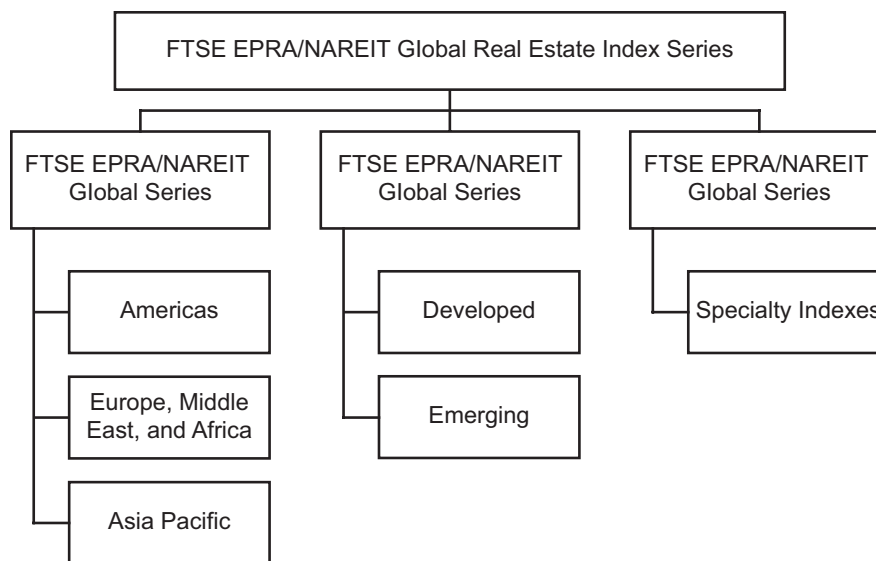 FTSE EPRA/NAREIT Global Real Estate Index Series
FTSE EPRA/NAREIT
Global Series
Americas
Europe, Middle
East, and Africa
Asia Pacific
FTSE EPRA/NAREIT
Global Series
Developed
Emerging
FTSE EPRA/NAREIT
Global Series
Specialty Indexes